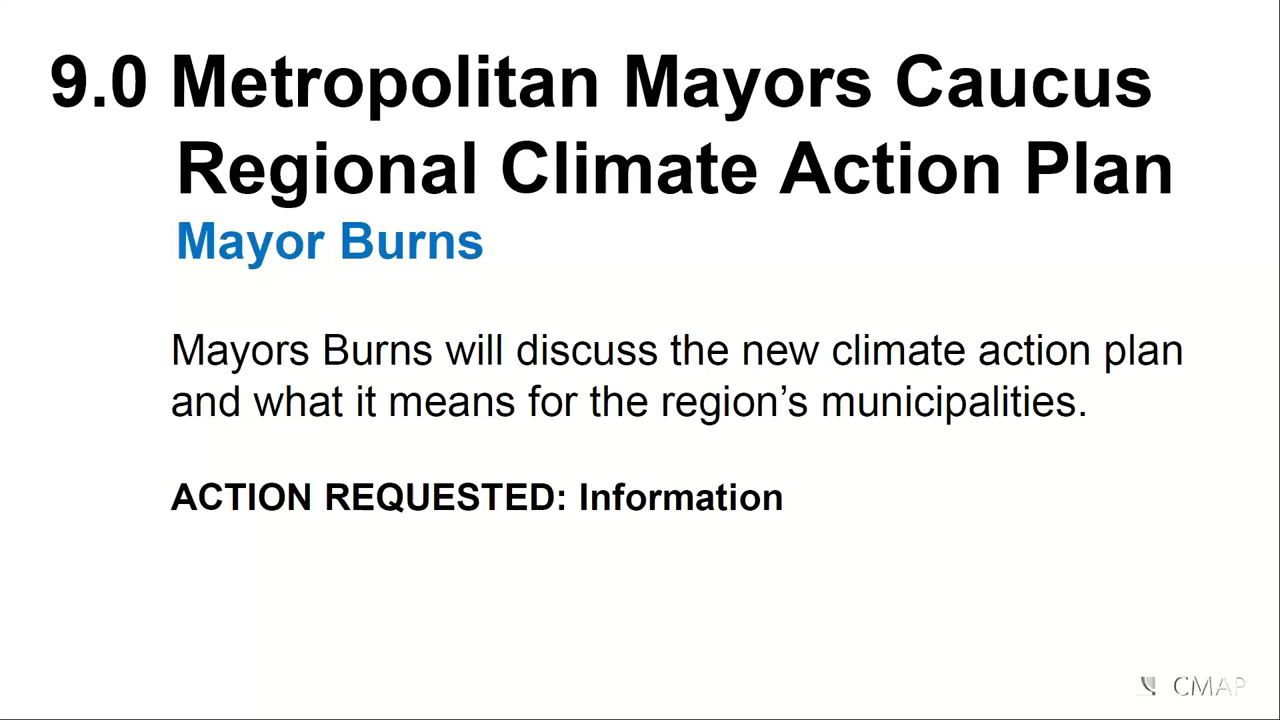 9.0 Metropolitan Mayors Caucus
Regional Climate Action Plan
Mayor Burns
Mayors Burns will discuss the new climate action plan
and what it means for the region’s municipalities.
ACTION REQUESTED: Information
CMAP